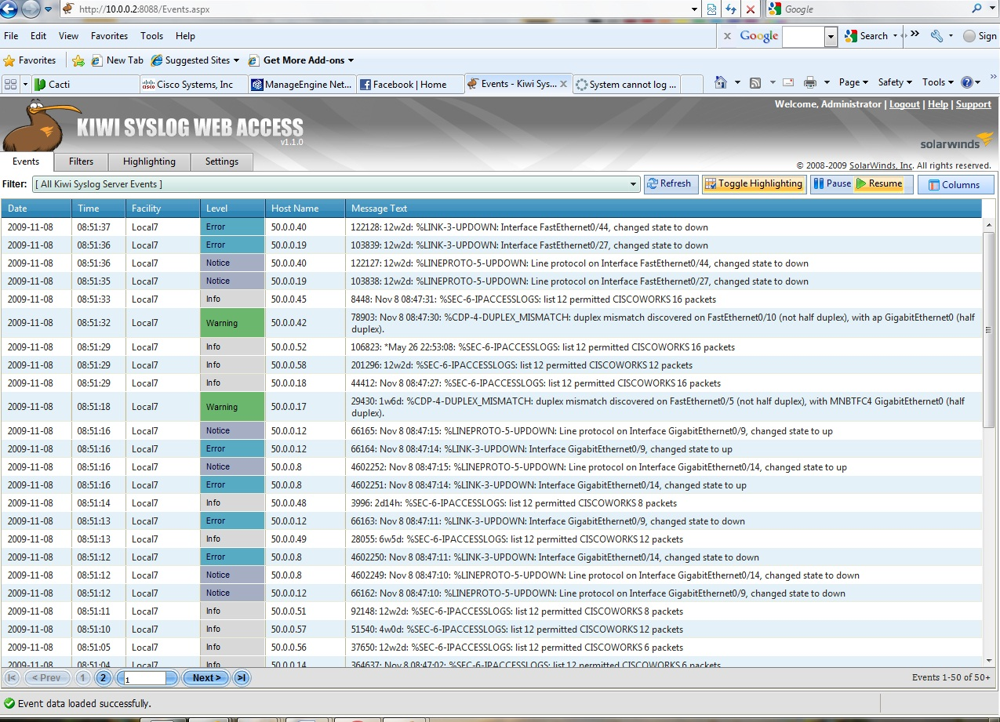 http://10.0.0.2:8088/Events.aspx
Google
File Edit View Favorites Tools Help
x Google Search Sign
Favorites New Tab Suggested Sites Get More Add-ons
Cacti Cisco Systems, Inc ManageEngine Net... Facebook | Home Events - Kiwi Sys... System cannot log ... Page Safety Tools
Welcome, Administrator | Logout | Help | Support
KIWI SYSLOG WEB ACCESS
v1.1.0
solarwinds
Events Filters Highlighting Settings
© 2008-2009 SolarWinds, Inc. All rights reserved.
Filter: [ All Kiwi Syslog Server Events ] Refresh Toggle Highlighting Pause Resume Columns
Date Time Facility Level Host Name Message Text
2009-11-08 08:51:37 Local7 Error 50.0.0.40 122128: 12w2d: %LINK-3-UPDOWN: Interface FastEthernet0/44, changed state to down
2009-11-08 08:51:36 Local7 Error 50.0.0.19 103839: 12w2d: %LINK-3-UPDOWN: Interface FastEthernet0/27, changed state to down
2009-11-08 08:51:36 Local7 Notice 50.0.0.40 122127: 12w2d: %LINEPROTO-5-UPDOWN: Line protocol on Interface FastEthernet0/44, changed state to down
2009-11-08 08:51:35 Local7 Notice 50.0.0.19 103838: 12w2d: %LINEPROTO-5-UPDOWN: Line protocol on Interface FastEthernet0/27, changed state to down
2009-11-08 08:51:33 Local7 Info 50.0.0.45 8448: Nov 8 08:47:31: %SEC-6-IPACCESSLOGS: list 12 permitted CISCOWORKS 16 packets
2009-11-08 08:51:32 Local7 Warning 50.0.0.42 78903: Nov 8 08:47:30: %CDP-4-DUPLEX_MISMATCH: duplex mismatch discovered on FastEthernet0/10 (not half duplex), with ap GigabitEthernet0 (half
duplex).
2009-11-08 08:51:29 Local7 Info 50.0.0.52 106823: *May 26 22:53:08: %SEC-6-IPACCESSLOGS: list 12 permitted CISCOWORKS 16 packets
2009-11-08 08:51:29 Local7 Info 50.0.0.58 201296: 12w2d: %SEC-6-IPACCESSLOGS: list 12 permitted CISCOWORKS 12 packets
2009-11-08 08:51:29 Local7 Info 50.0.0.18 44412: Nov 8 08:47:27: %SEC-6-IPACCESSLOGS: list 12 permitted CISCOWORKS 16 packets
2009-11-08 08:51:18 Local7 Warning 50.0.0.17 29430: 1w6d: %CDP-4-DUPLEX_MISMATCH: duplex mismatch discovered on FastEthernet0/5 (not half duplex), with MNBTFC4 GigabitEthernet0 (half
duplex).
2009-11-08 08:51:16 Local7 Notice 50.0.0.12 66165: Nov 8 08:47:15: %LINEPROTO-5-UPDOWN: Line protocol on Interface GigabitEthernet0/9, changed state to up
2009-11-08 08:51:16 Local7 Error 50.0.0.12 66164: Nov 8 08:47:14: %LINK-3-UPDOWN: Interface GigabitEthernet0/9, changed state to up
2009-11-08 08:51:16 Local7 Notice 50.0.0.8 4602252: Nov 8 08:47:15: %LINEPROTO-5-UPDOWN: Line protocol on Interface GigabitEthernet0/14, changed state to up
2009-11-08 08:51:16 Local7 Error 50.0.0.8 4602251: Nov 8 08:47:14: %LINK-3-UPDOWN: Interface GigabitEthernet0/14, changed state to up
2009-11-08 08:51:14 Local7 Info 50.0.0.48 3996: 2d14h: %SEC-6-IPACCESSLOGS: list 12 permitted CISCOWORKS 8 packets
2009-11-08 08:51:13 Local7 Error 50.0.0.12 66163: Nov 8 08:47:11: %LINK-3-UPDOWN: Interface GigabitEthernet0/9, changed state to down
2009-11-08 08:51:13 Local7 Info 50.0.0.49 28055: 6w5d: %SEC-6-IPACCESSLOGS: list 12 permitted CISCOWORKS 12 packets
2009-11-08 08:51:12 Local7 Error 50.0.0.8 4602250: Nov 8 08:47:11: %LINK-3-UPDOWN: Interface GigabitEthernet0/14, changed state to down
2009-11-08 08:51:12 Local7 Notice 50.0.0.8 4602249: Nov 8 08:47:10: %LINEPROTO-5-UPDOWN: Line protocol on Interface GigabitEthernet0/14, changed state to down
2009-11-08 08:51:12 Local7 Notice 50.0.0.12 66162: Nov 8 08:47:10: %LINEPROTO-5-UPDOWN: Line protocol on Interface GigabitEthernet0/9, changed state to down
2009-11-08 08:51:11 Local7 Info 50.0.0.51 92148: 12w2d: %SEC-6-IPACCESSLOGS: list 12 permitted CISCOWORKS 8 packets
2009-11-08 08:51:10 Local7 Info 50.0.0.57 51540: 4w0d: %SEC-6-IPACCESSLOGS: list 12 permitted CISCOWORKS 12 packets
2009-11-08 08:51:05 Local7 Info 50.0.0.56 37650: 12w2d: %SEC-6-IPACCESSLOGS: list 12 permitted CISCOWORKS 6 packets
2009-11-08 08:51:04 Local7 Info 50.0.0.14 364637: Nov 8 08:47:02: %SEC-6-IPACCESSLOGS: list 12 permitted CISCOWORKS 6 packets
< Prev 1 2 1 Next > Events 1-50 of 50+
Event data loaded successfully.